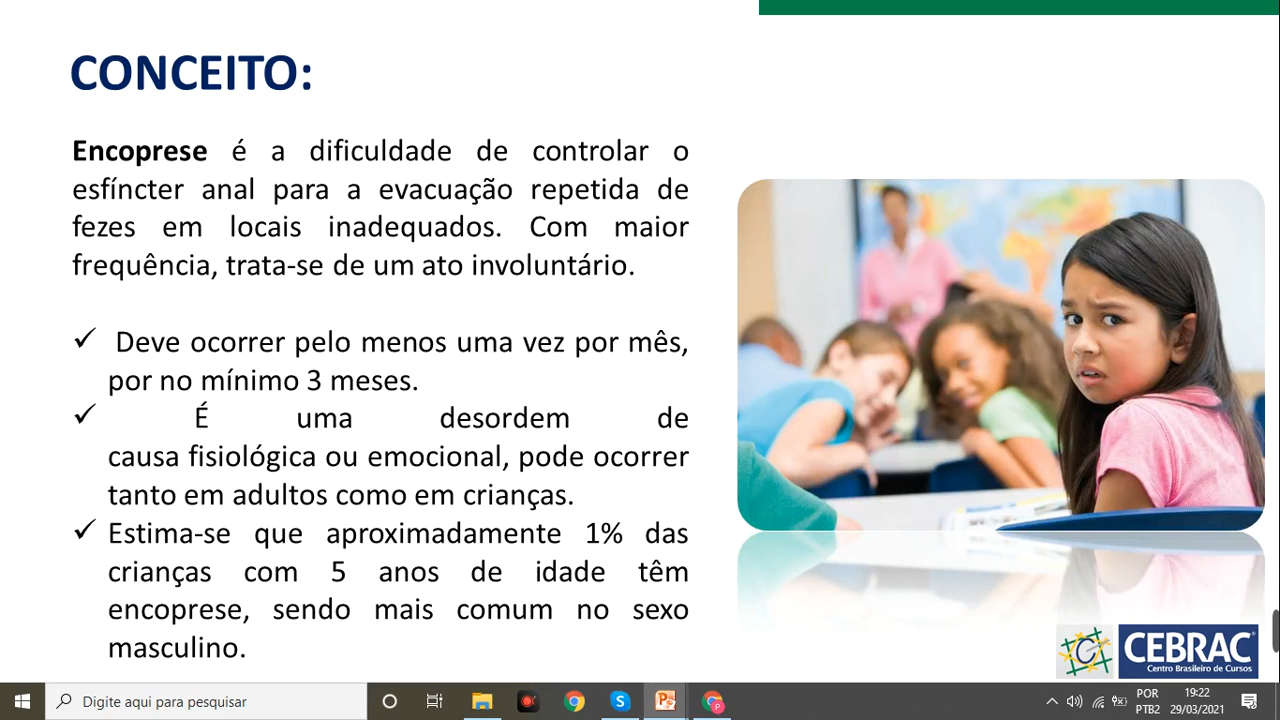 CONCEITO:
Encoprese é a dificuldade de controlar o
esfíncter anal para a evacuação repetida de
fezes em locais inadequados. Com maior
frequência, trata-se de um ato involuntário.
✓ Deve ocorrer pelo menos uma vez por mês,
por no mínimo 3 meses.
✓ É uma desordem de
causa fisiológica ou emocional, pode ocorrer
tanto em adultos como em crianças.
✓ Estima-se que aproximadamente 1% das
crianças com 5 anos de idade têm
encoprese, sendo mais comum no sexo
masculino.
CEBRAC
Centro Brasileiro de Cursos
Digite aqui para pesquisar
POR
PTB2
19:22
29/03/2021